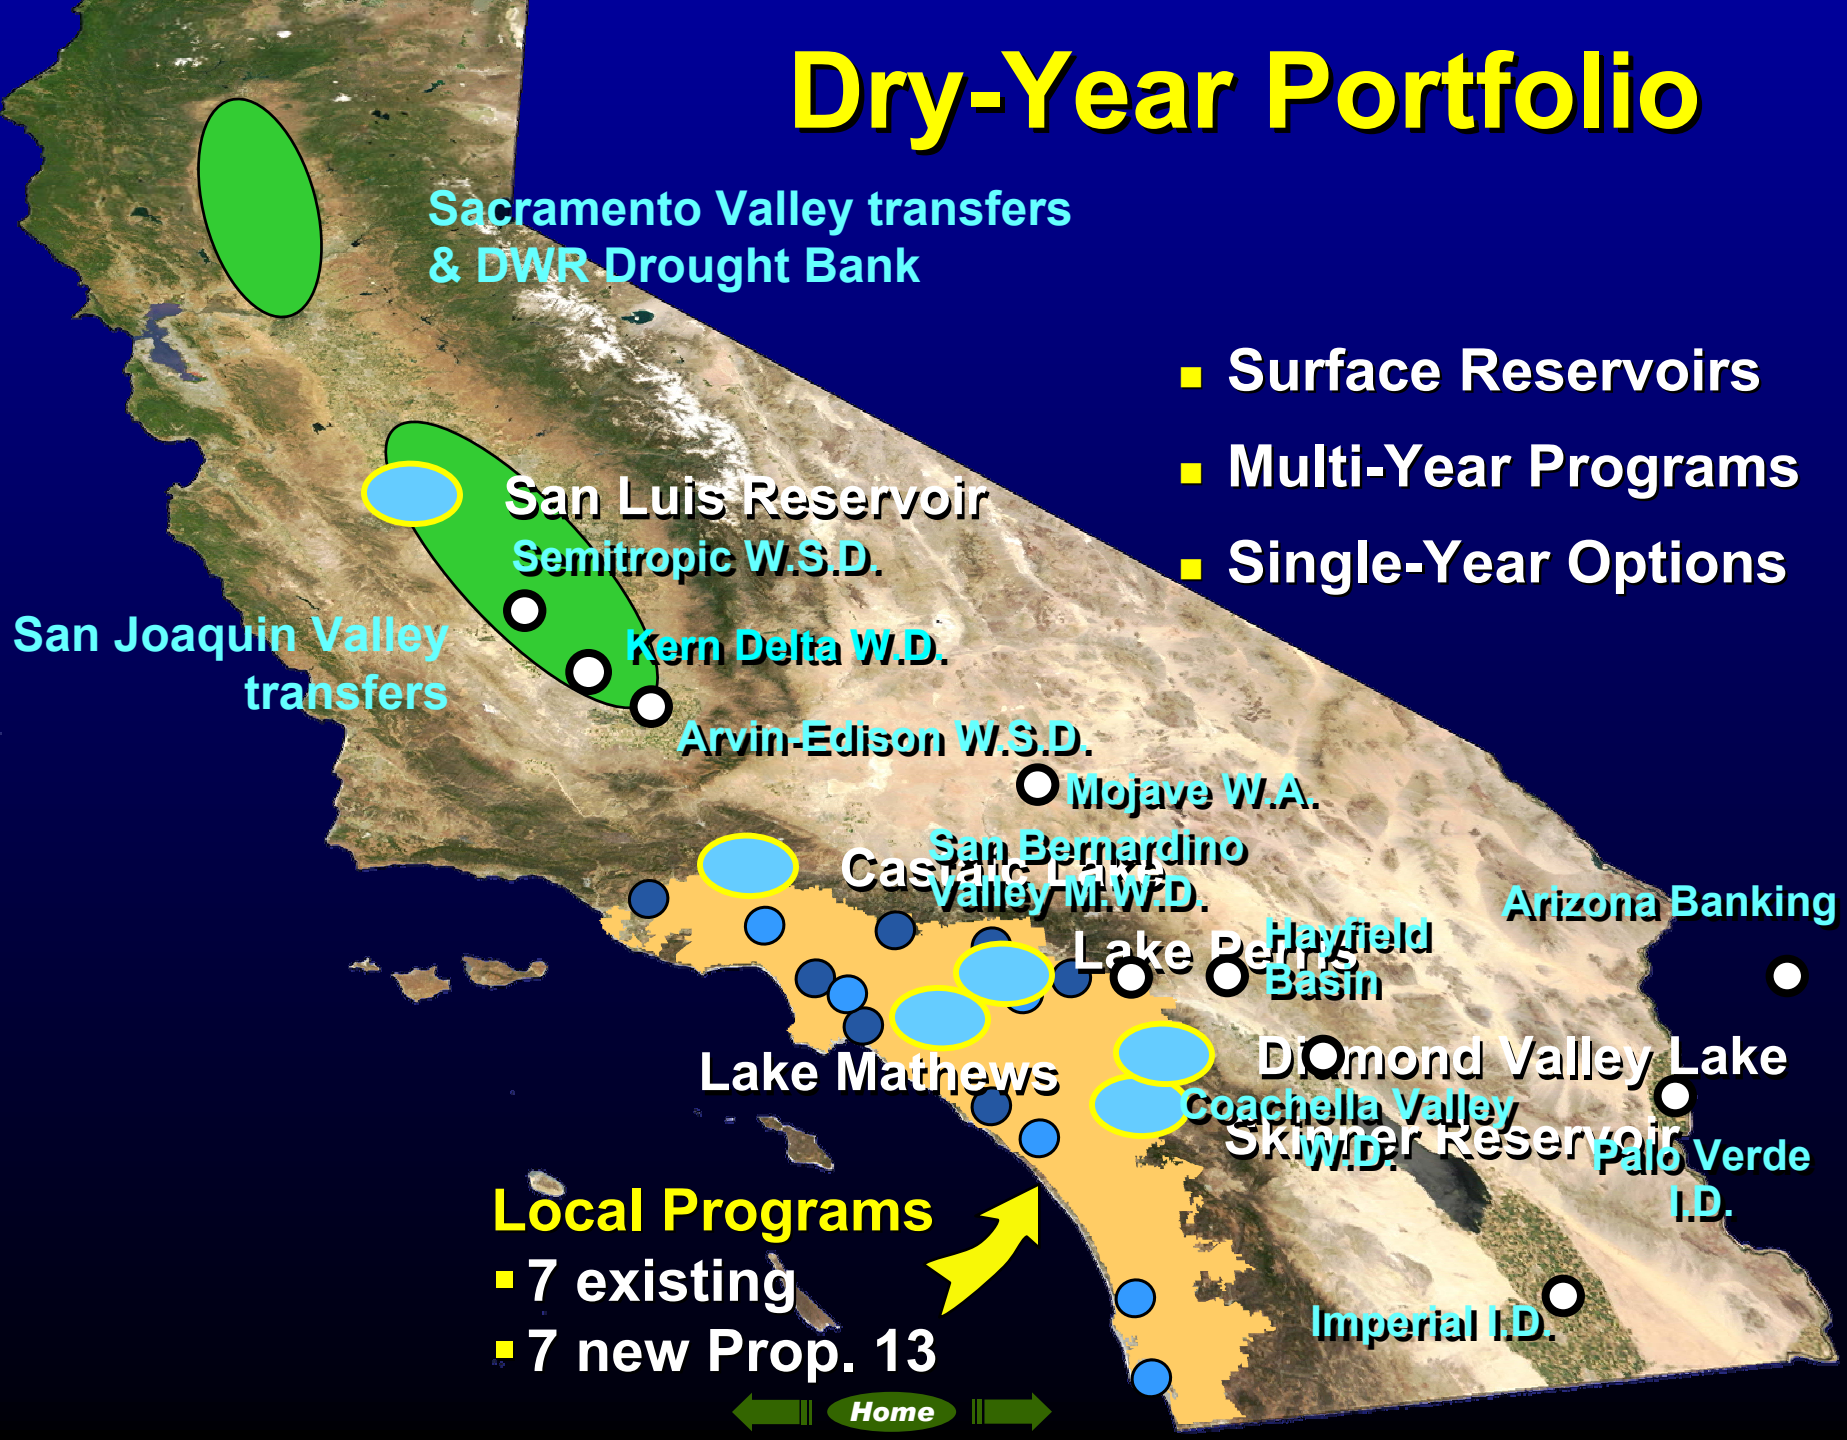 Dry-Year Portfolio
Sacramento Valley transfers
& DWR Drought Bank
Surface Reservoirs
Multi-Year Programs
Single-Year Options
San Luis Reservoir
Semitropic W.S.D.
San Joaquin Valley
transfers
Kern Delta W.D.
Arvin-Edison W.S.D.
Mojave W.A.
San Bernardino
Valley M.W.D.
Castaic Lake
Arizona Banking
Lake Perris
Hayfield
Basin
Diamond Valley Lake
Lake Mathews
Coachella Valley
W.D.
Skinner Reservoir
Palo Verde
I.D.
Local Programs
7 existing
7 new Prop. 13
Imperial I.D.
Home